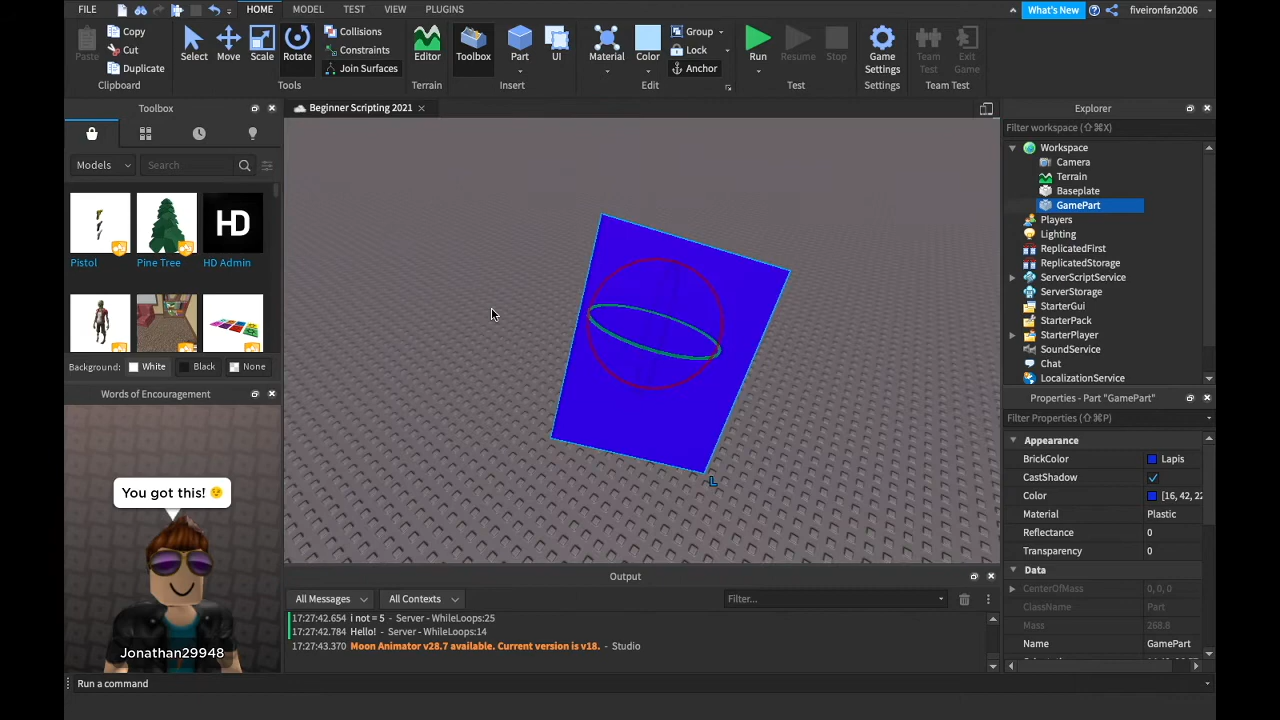 FILE
HOME
MODEL
TEST
VIEW
PLUGINS
What's New
fiveironfan2006
Paste
Copy
Cut
Duplicate
Clipboard
Select
Move
Scale
Rotate
Collisions
Constraints
Join Surfaces
Tools
Editor
Terrain
Toolbox
Part
UI
Insert
Material
Color
Group
Lock
Anchor
Edit
Run
Resume
Stop
Test
Game
Settings
Settings
Team
Test
Exit
Game
Team Test
Toolbox
Models
Search
HD
Pistol
Pine Tree
HD Admin
Background:
White
Black
None
Words of Encouragement
You got this! 😉
Jonathan29948
Beginner Scripting 2021
L
Output
All Messages
All Contexts
Filter...
17:27:42.654 i not = 5 - Server - WhileLoops:25
17:27:42.784 Hello! - Server - WhileLoops:14
17:27:43.370 Moon Animator v28.7 available. Current version is v18. - Studio
Explorer
Filter workspace (⇧⌘X)
Workspace
Camera
Terrain
Baseplate
GamePart
Players
Lighting
ReplicatedFirst
ReplicatedStorage
ServerScriptService
ServerStorage
StarterGui
StarterPack
StarterPlayer
SoundService
Chat
LocalizationService
Properties - Part "GamePart"
Filter Properties (⇧⌘P)
Appearance
BrickColor Lapis
CastShadow
Color [16, 42, 22
Material Plastic
Reflectance 0
Transparency 0
Data
CenterOfMass 0, 0, 0
ClassName Part
Mass 268.8
Name GamePart
Run a command